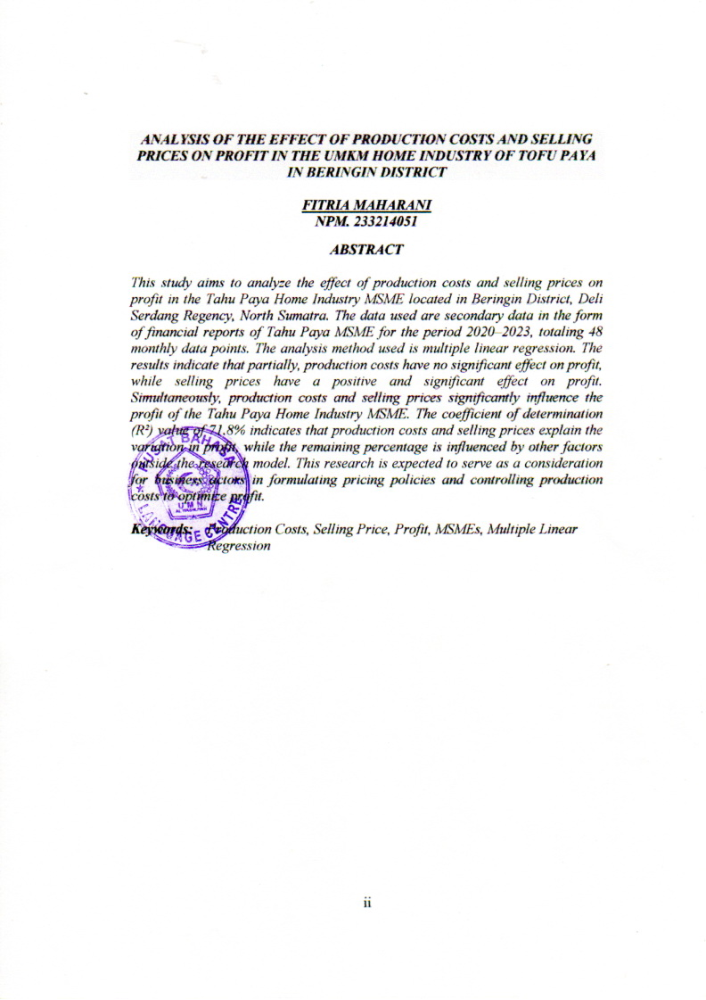 ANALYSIS OF THE EFFECT OF PRODUCTION COSTS AND SELLING
PRICES ON PROFIT IN THE UMKM HOME INDUSTRY OF TOFU PAYA
IN BERINGIN DISTRICT
FITRIA MAHARANI
NPM. 233214051
ABSTRACT
This study aims to analyze the effect of production costs and selling prices on
profit in the Tahu Paya Home Industry MSME located in Beringin District, Deli
Serdang Regency, North Sumatra. The data used are secondary data in the form
of financial reports of Tahu Paya MSME for the period 2020–2023, totaling 48
monthly data points. The analysis method used is multiple linear regression. The
results indicate that partially, production costs have no significant effect on profit,
while selling prices have a positive and significant effect on profit.
Simultaneously, production costs and selling prices significantly influence the
profit of the Tahu Paya Home Industry MSME. The coefficient of determination
(R²) value of 71.8% indicates that production costs and selling prices explain the
variation in profit, while the remaining percentage is influenced by other factors
outside the research model. This research is expected to serve as a consideration
for business actors in formulating pricing policies and controlling production
costs to optimize profit.
Keywords: Production Costs, Selling Price, Profit, MSMEs, Multiple Linear
Regression
PUSAT BAHASA
UMN
LANGUAGE CENTRE
ii